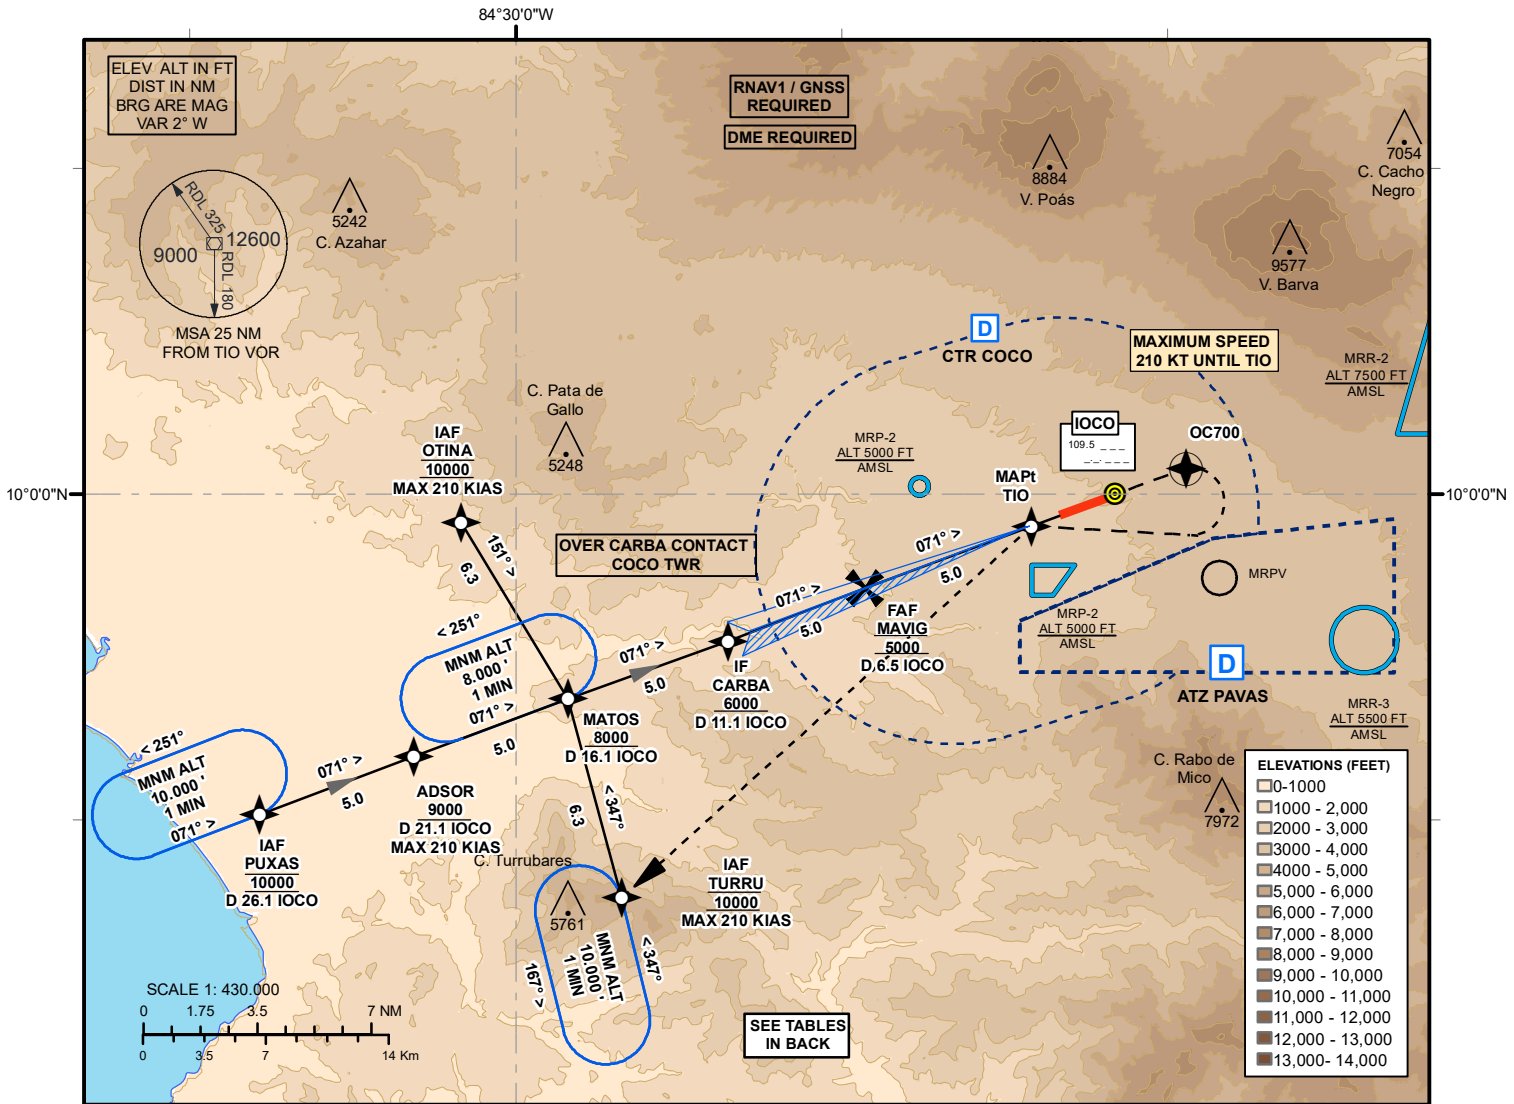 84°30'0"W
ELEV ALT IN FT
DIST IN NM
BRG ARE MAG
VAR 2° W
RNAV1 / GNSS
REQUIRED
DME REQUIRED
7054
C. Cacho
Negro
8884
V. Poás
RDL 325
12600
9000
RDL 180
MSA 25 NM
FROM TIO VOR
5242
C. Azahar
9577
V. Barva
D
CTR COCO
MAXIMUM SPEED
210 KT UNTIL TIO
MRR-2
ALT 7500 FT
AMSL
C. Pata de
Gallo
5248
IAF
OTINA
10000
MAX 210 KIAS
MRP-2
ALT 5000 FT
AMSL
IOCO
109.5 _ _ _
_._. _ _ _
OC700
MAPt
TIO
10°0'0"N
10°0'0"N
151° >
6.3
OVER CARBA CONTACT
COCO TWR
071° >
5.0
071° >
5.0
FAF
MAVIG
5000
D 6.5 IOCO
MRPV
MRP-2
ALT 5000 FT
AMSL
D
ATZ PAVAS
MRR-3
ALT 5500 FT
AMSL
< 251°
MNM ALT
8.000 '
1 MIN
071° >
5.0
071° >
5.0
IF
CARBA
6000
D 11.1 IOCO
MATOS
8000
D 16.1 IOCO
< 251°
MNM ALT
10.000 '
1 MIN
071° >
071° >
5.0
ADSOR
9000
D 21.1 IOCO
MAX 210 KIAS
IAF
PUXAS
10000
D 26.1 IOCO
6.3
< 347°
C. Turrubares
5761
IAF
TURRU
10000
MAX 210 KIAS
MNM ALT
10.000 '
1 MIN
167° >
< 347°
C. Rabo de
Mico
7972
SCALE 1: 430.000
0 1.75 3.5 7 NM
0 3.5 7 14 Km
SEE TABLES
IN BACK
ELEVATIONS (FEET)
0-1000
1000 - 2,000
2000 - 3,000
3000 - 4,000
4000 - 5,000
5,000 - 6,000
6,000 - 7,000
7,000 - 8,000
8,000 - 9,000
9,000 - 10,000
10,000 - 11,000
11,000 - 12,000
12,000 - 13,000
13,000- 14,000